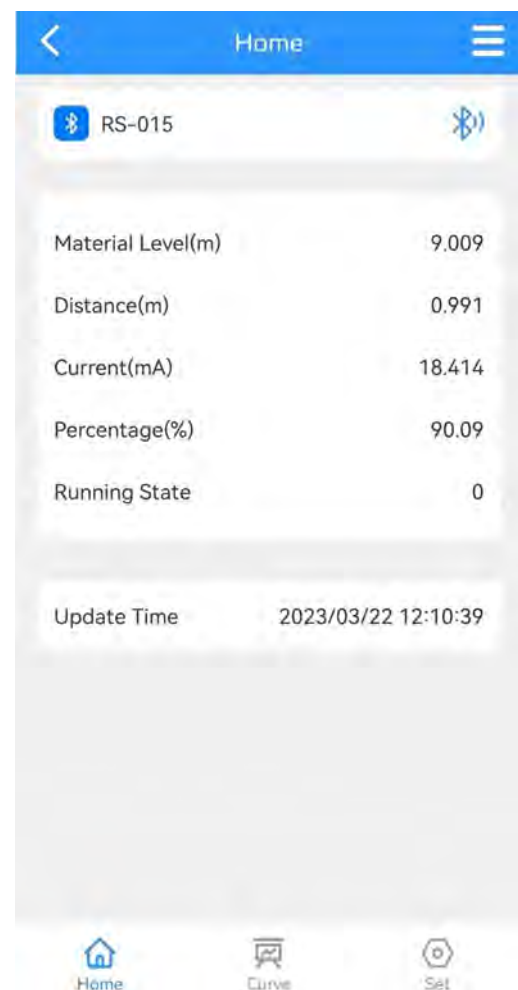 Home
RS-015
Material Level(m) 9.009
Distance(m) 0.991
Current(mA) 18.414
Percentage(%) 90.09
Running State 0
Update Time 2023/03/22 12:10:39
Home Curve Set